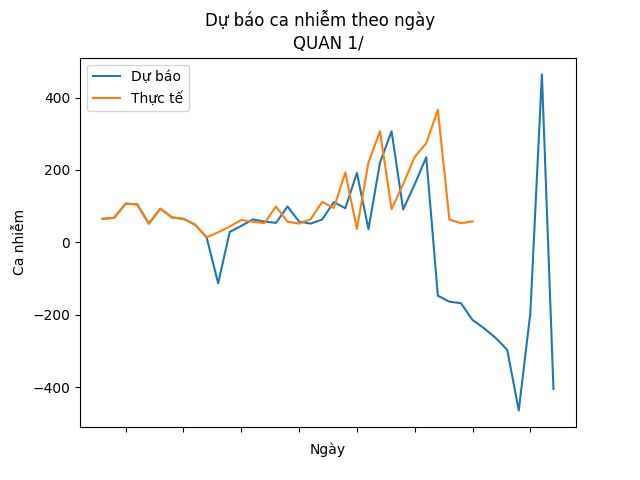 Dự báo ca nhiễm theo ngày
QUAN 1/
Dự báo
Thực tế
400
200
0
−200
−400
Ca nhiễm
Ngày